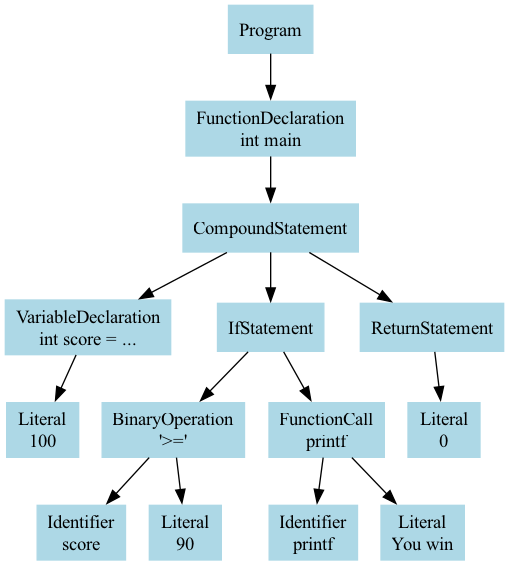 Program
FunctionDeclaration
int main
CompoundStatement
VariableDeclaration
int score = ...
IfStatement
ReturnStatement
Literal
100
BinaryOperation
'>='
FunctionCall
printf
Literal
0
Identifier
score
Literal
90
Identifier
printf
Literal
You win